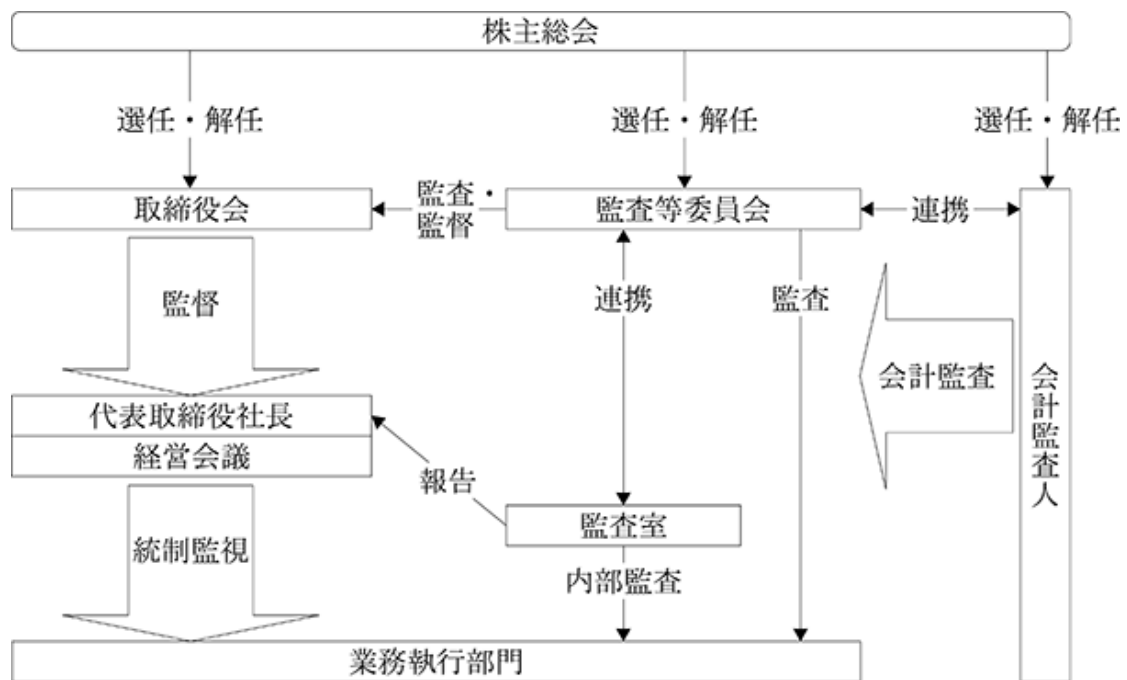 株主総会
選任・解任
選任・解任
選任・解任
取締役会
監査・
監督
監査等委員会
連携
監督
連携
監査
会計監査
会計監査人
代表取締役社長
経営会議
報告
監査室
統制監視
内部監査
業務執行部門